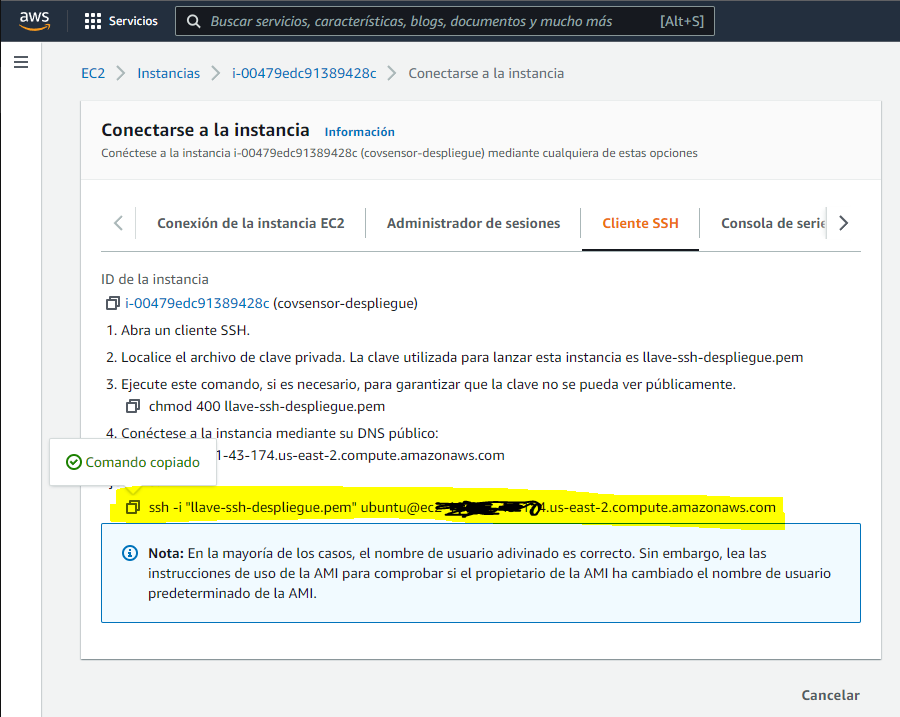 aws
Servicios
Buscar servicios, características, blogs, documentos y mucho más [Alt+S]
EC2 Instancias i-00479edc91389428c Conectarse a la instancia
Conectarse a la instancia Información
Conéctese a la instancia i-00479edc91389428c (covsensor-despliegue) mediante cualquiera de estas opciones
Conexión de la instancia EC2 Administrador de sesiones Cliente SSH Consola de serie
ID de la instancia
i-00479edc91389428c (covsensor-despliegue)
1. Abra un cliente SSH.
2. Localice el archivo de clave privada. La clave utilizada para lanzar esta instancia es llave-ssh-despliegue.pem
3. Ejecute este comando, si es necesario, para garantizar que la clave no se pueda ver públicamente.
chmod 400 llave-ssh-despliegue.pem
4. Conéctese a la instancia mediante su DNS público:
1-43-174.us-east-2.compute.amazonaws.com
Comando copiado
ssh -i "llave-ssh-despliegue.pem" ubuntu@ec2 .us-east-2.compute.amazonaws.com
Nota: En la mayoría de los casos, el nombre de usuario adivinado es correcto. Sin embargo, lea las
instrucciones de uso de la AMI para comprobar si el propietario de la AMI ha cambiado el nombre de usuario
predeterminado de la AMI.
Cancelar